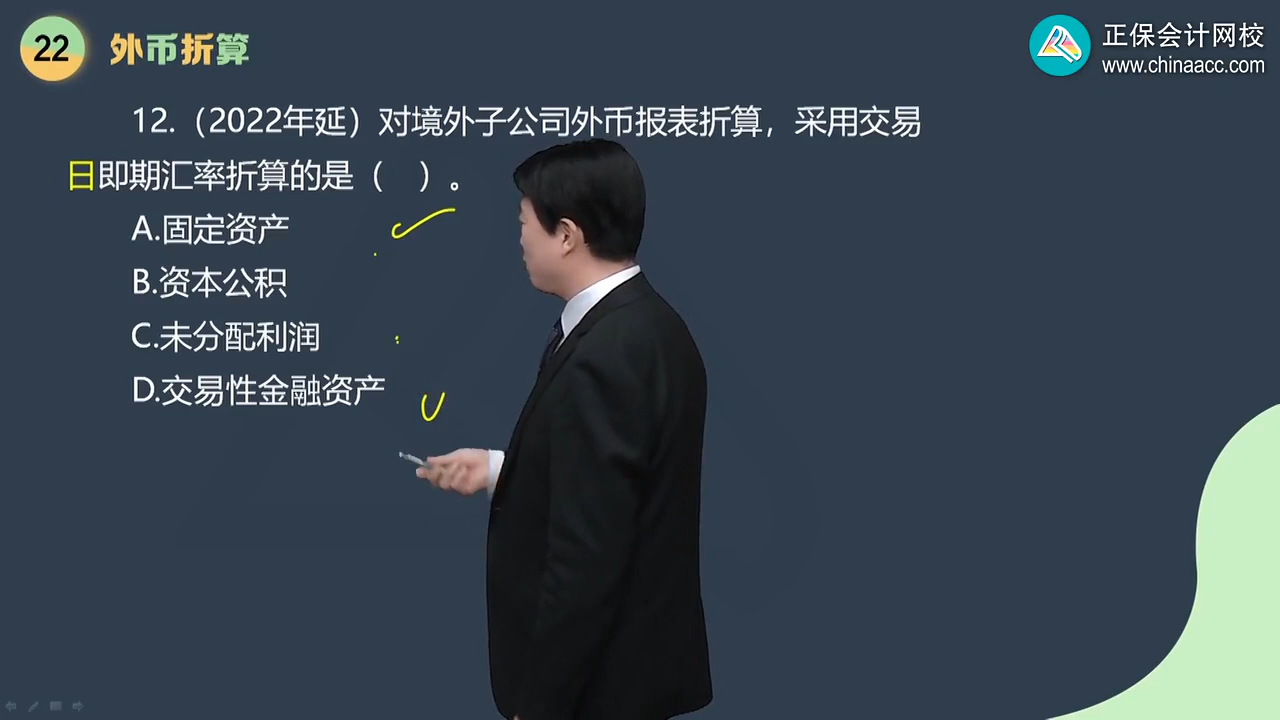 22 外币折算
正保会计网校
www.chinaacc.com
12.（2022年延）对境外子公司外币报表折算，采用交易
日即期汇率折算的是（　）。
A.固定资产
B.资本公积
C.未分配利润
D.交易性金融资产